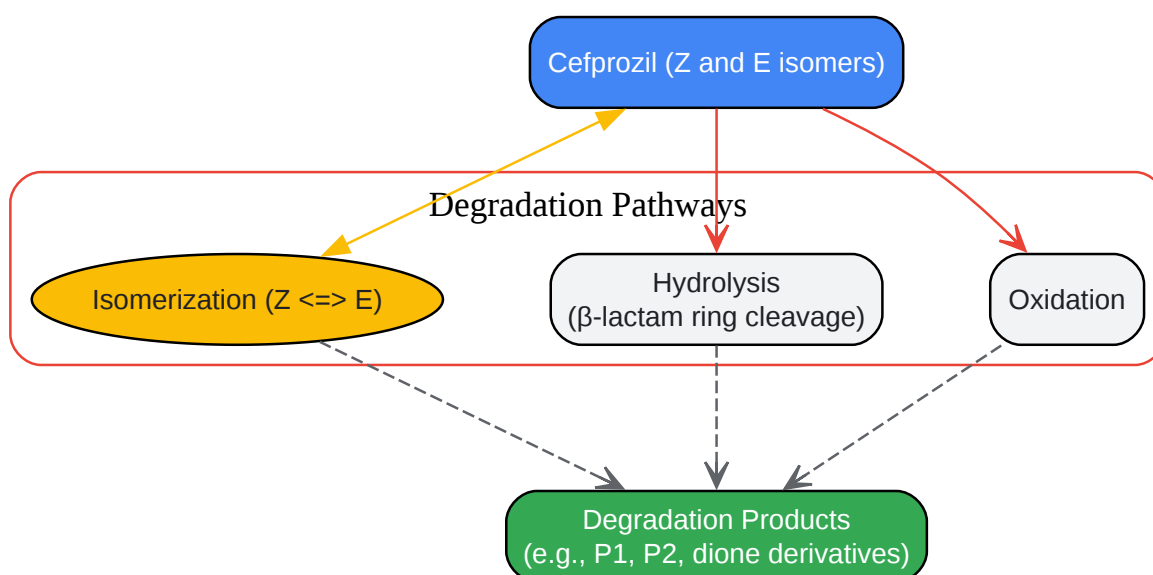 Cefprozil (Z and E isomers)
Degradation Pathways
Isomerization (Z <=> E)
Hydrolysis
(β-lactam ring cleavage)
Oxidation
Degradation Products
(e.g., P1, P2, dione derivatives)